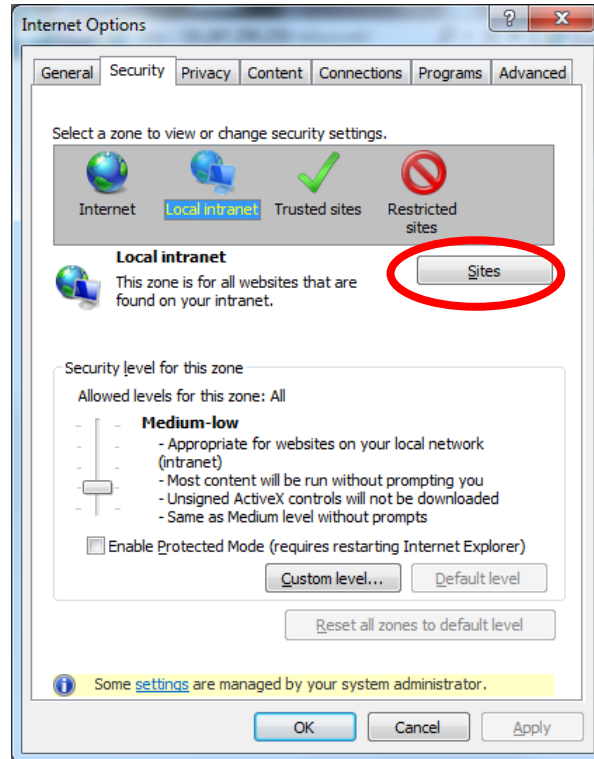 Internet Options
General Security Privacy Content Connections Programs Advanced
Select a zone to view or change security settings.
Internet Local intranet Trusted sites Restricted
sites
Local intranet
Sites
This zone is for all websites that are
found on your intranet.
Security level for this zone
Allowed levels for this zone: All
Medium-low
- Appropriate for websites on your local network
(intranet)
- Most content will be run without prompting you
- Unsigned ActiveX controls will not be downloaded
- Same as Medium level without prompts
Enable Protected Mode (requires restarting Internet Explorer)
Custom level... Default level
Reset all zones to default level
Some settings are managed by your system administrator.
OK Cancel Apply